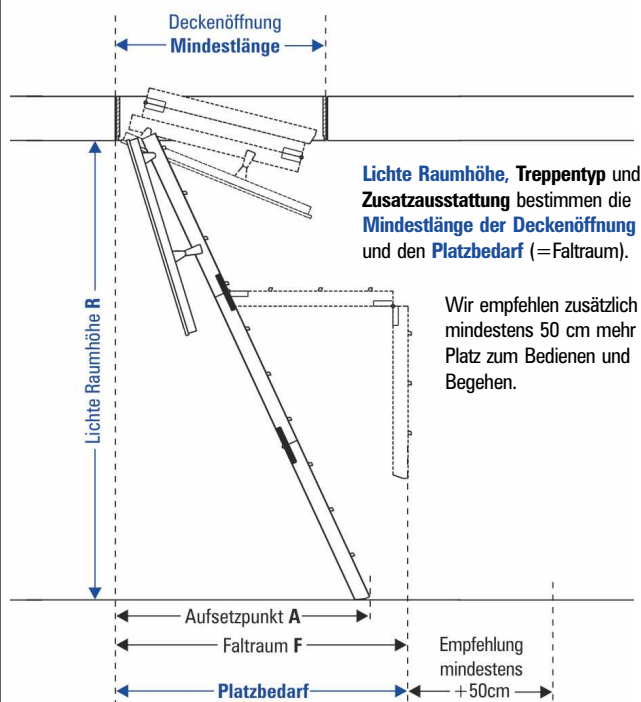 Deckenöffnung
Mindestlänge
Lichte Raumhöhe, Treppentyp und
Zusatzausstattung bestimmen die
Mindestlänge der Deckenöffnung
und den Platzbedarf (=Faltraum).
Wir empfehlen zusätzlich
mindestens 50 cm mehr
Platz zum Bedienen und
Begehen.
Lichte Raumhöhe R
Aufsetzpunkt A
Faltraum F
Platzbedarf
Empfehlung
mindestens
+50cm